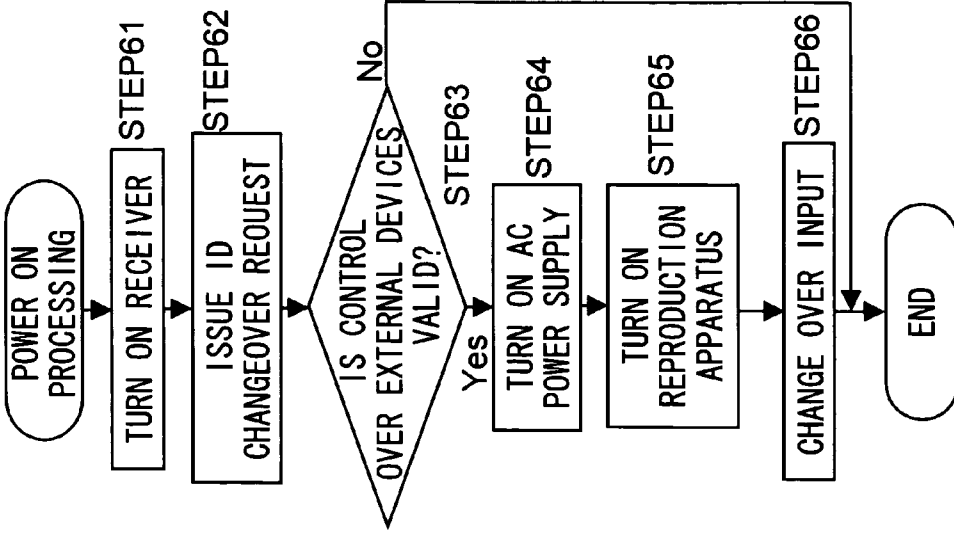 POWER ON
PROCESSING
TURN ON RECEIVER
STEP61
ISSUE ID
CHANGEOVER REQUEST
STEP62
IS CONTROL
OVER EXTERNAL DEVICES
VALID?
No
STEP63
Yes
TURN ON AC
POWER SUPPLY
STEP64
TURN ON
REPRODUCTION
APPARATUS
STEP65
CHANGE OVER INPUT
STEP66
END